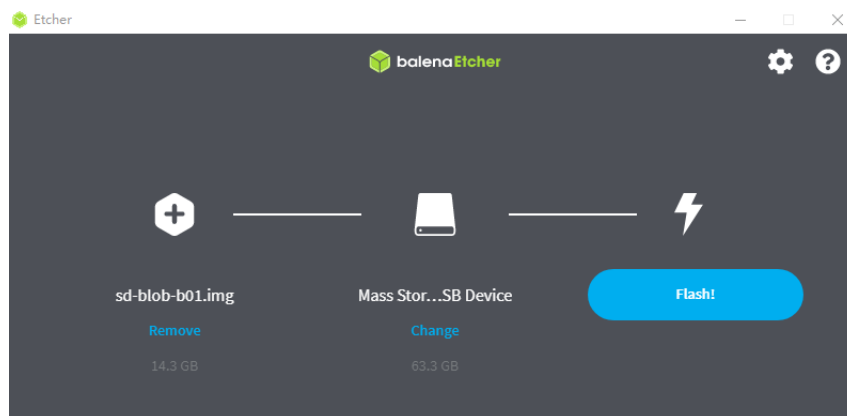 Etcher
balenaEtcher
sd-blob-b01.img
Mass Stor...SB Device
Flash!
Remove
Change
14.3 GB
63.3 GB